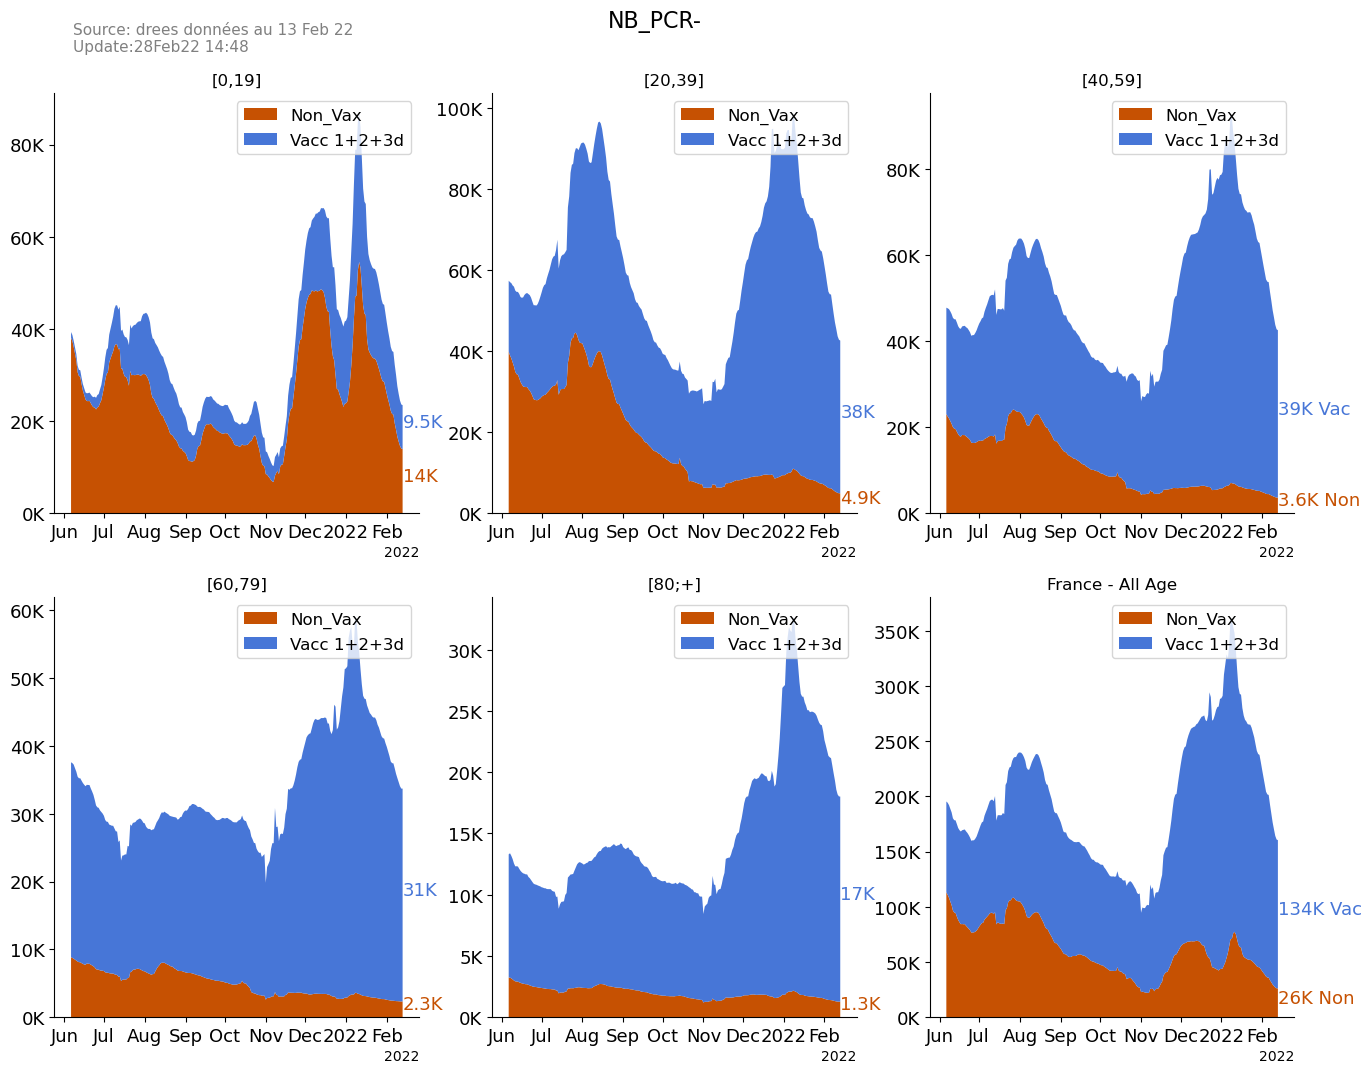 NB_PCR-
Source: drees données au 13 Feb 22
Update:28Feb22 14:48
[0,19]
Non_Vax
Vacc 1+2+3d
80K
60K
40K
20K
0K
9.5K
14K
Jun Jul Aug Sep Oct Nov Dec 2022 Feb
2022
[20,39]
Non_Vax
Vacc 1+2+3d
100K
80K
60K
40K
20K
0K
38K
4.9K
Jun Jul Aug Sep Oct Nov Dec 2022 Feb
[40,59]
Non_Vax
Vacc 1+2+3d
80K
60K
40K
20K
0K
39K Vac
3.6K Non
Jun Jul Aug Sep Oct Nov Dec 2022 Feb
2022
[60,79]
Non_Vax
Vacc 1+2+3d
60K
50K
40K
30K
20K
10K
0K
31K
2.3K
Jun Jul Aug Sep Oct Nov Dec 2022 Feb
2022
[80;+]
Non_Vax
Vacc 1+2+3d
30K
25K
20K
15K
10K
5K
0K
17K
1.3K
Jun Jul Aug Sep Oct Nov Dec 2022 Feb
2022
France - All Age
Non_Vax
Vacc 1+2+3d
350K
300K
250K
200K
150K
100K
50K
0K
134K Vac
26K Non
Jun Jul Aug Sep Oct Nov Dec 2022 Feb
2022